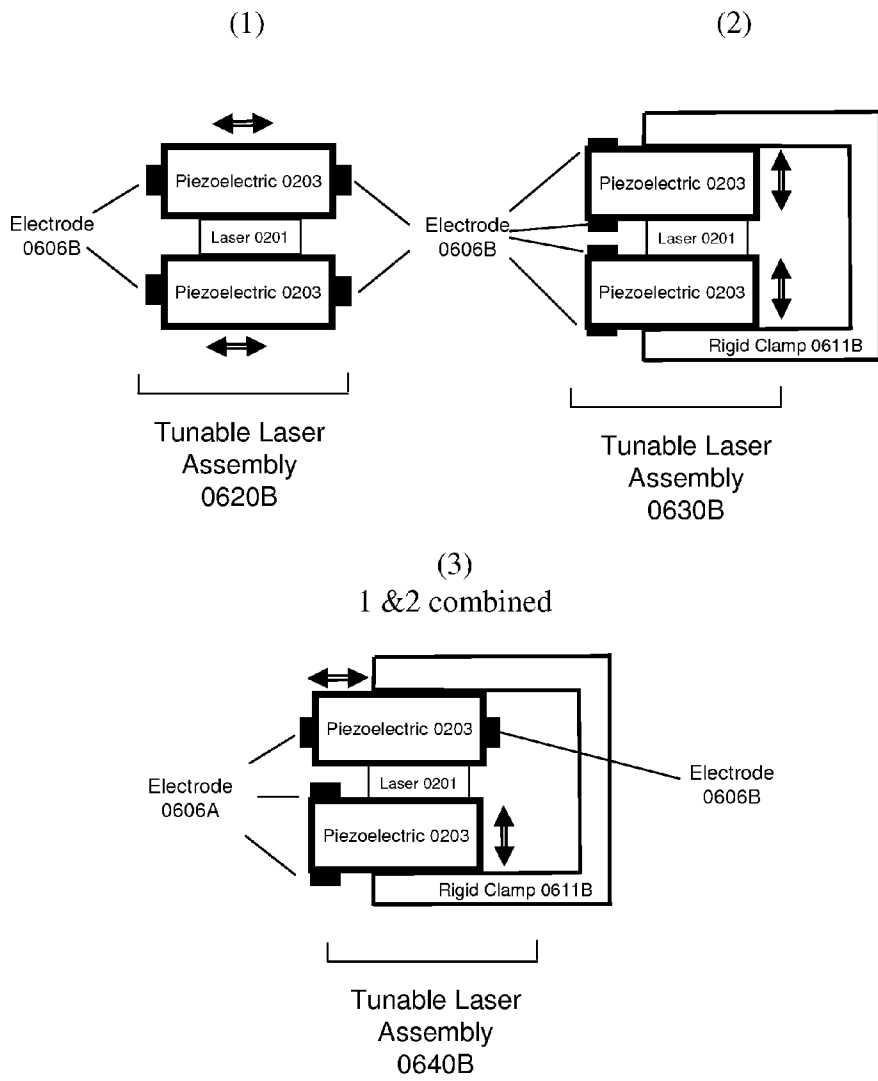 (1)
Piezoelectric 0203
Electrode
0606B
Laser 0201
Piezoelectric 0203
Tunable Laser
Assembly
0620B
(2)
Piezoelectric 0203
Electrode
0606B
Laser 0201
Piezoelectric 0203
Rigid Clamp 0611B
Tunable Laser
Assembly
0630B
(3)
1 &2 combined
Piezoelectric 0203
Electrode
0606A
Laser 0201
Electrode
0606B
Piezoelectric 0203
Rigid Clamp 0611B
Tunable Laser
Assembly
0640B